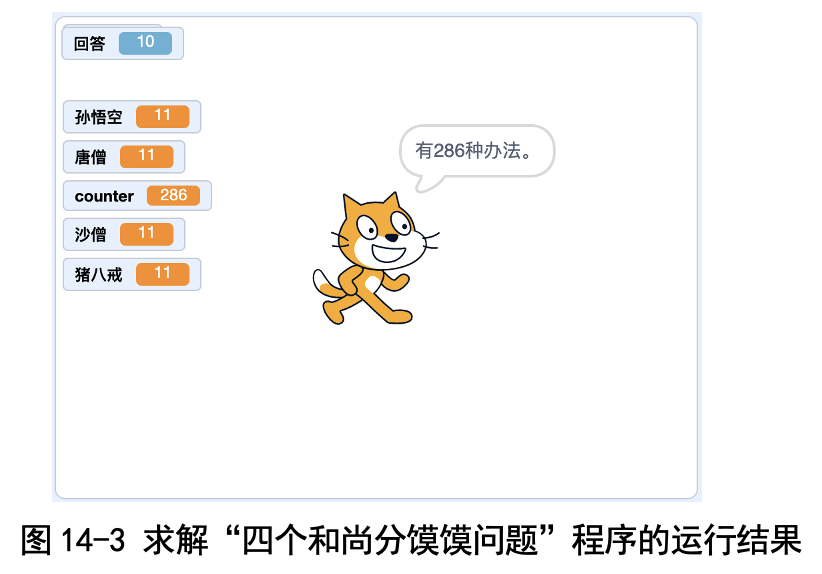 回答 10
孙悟空 11
唐僧 11
counter 286
沙僧 11
猪八戒 11
有286种办法。
图 14-3 求解“四个和尚分馍馍问题”程序的运行结果